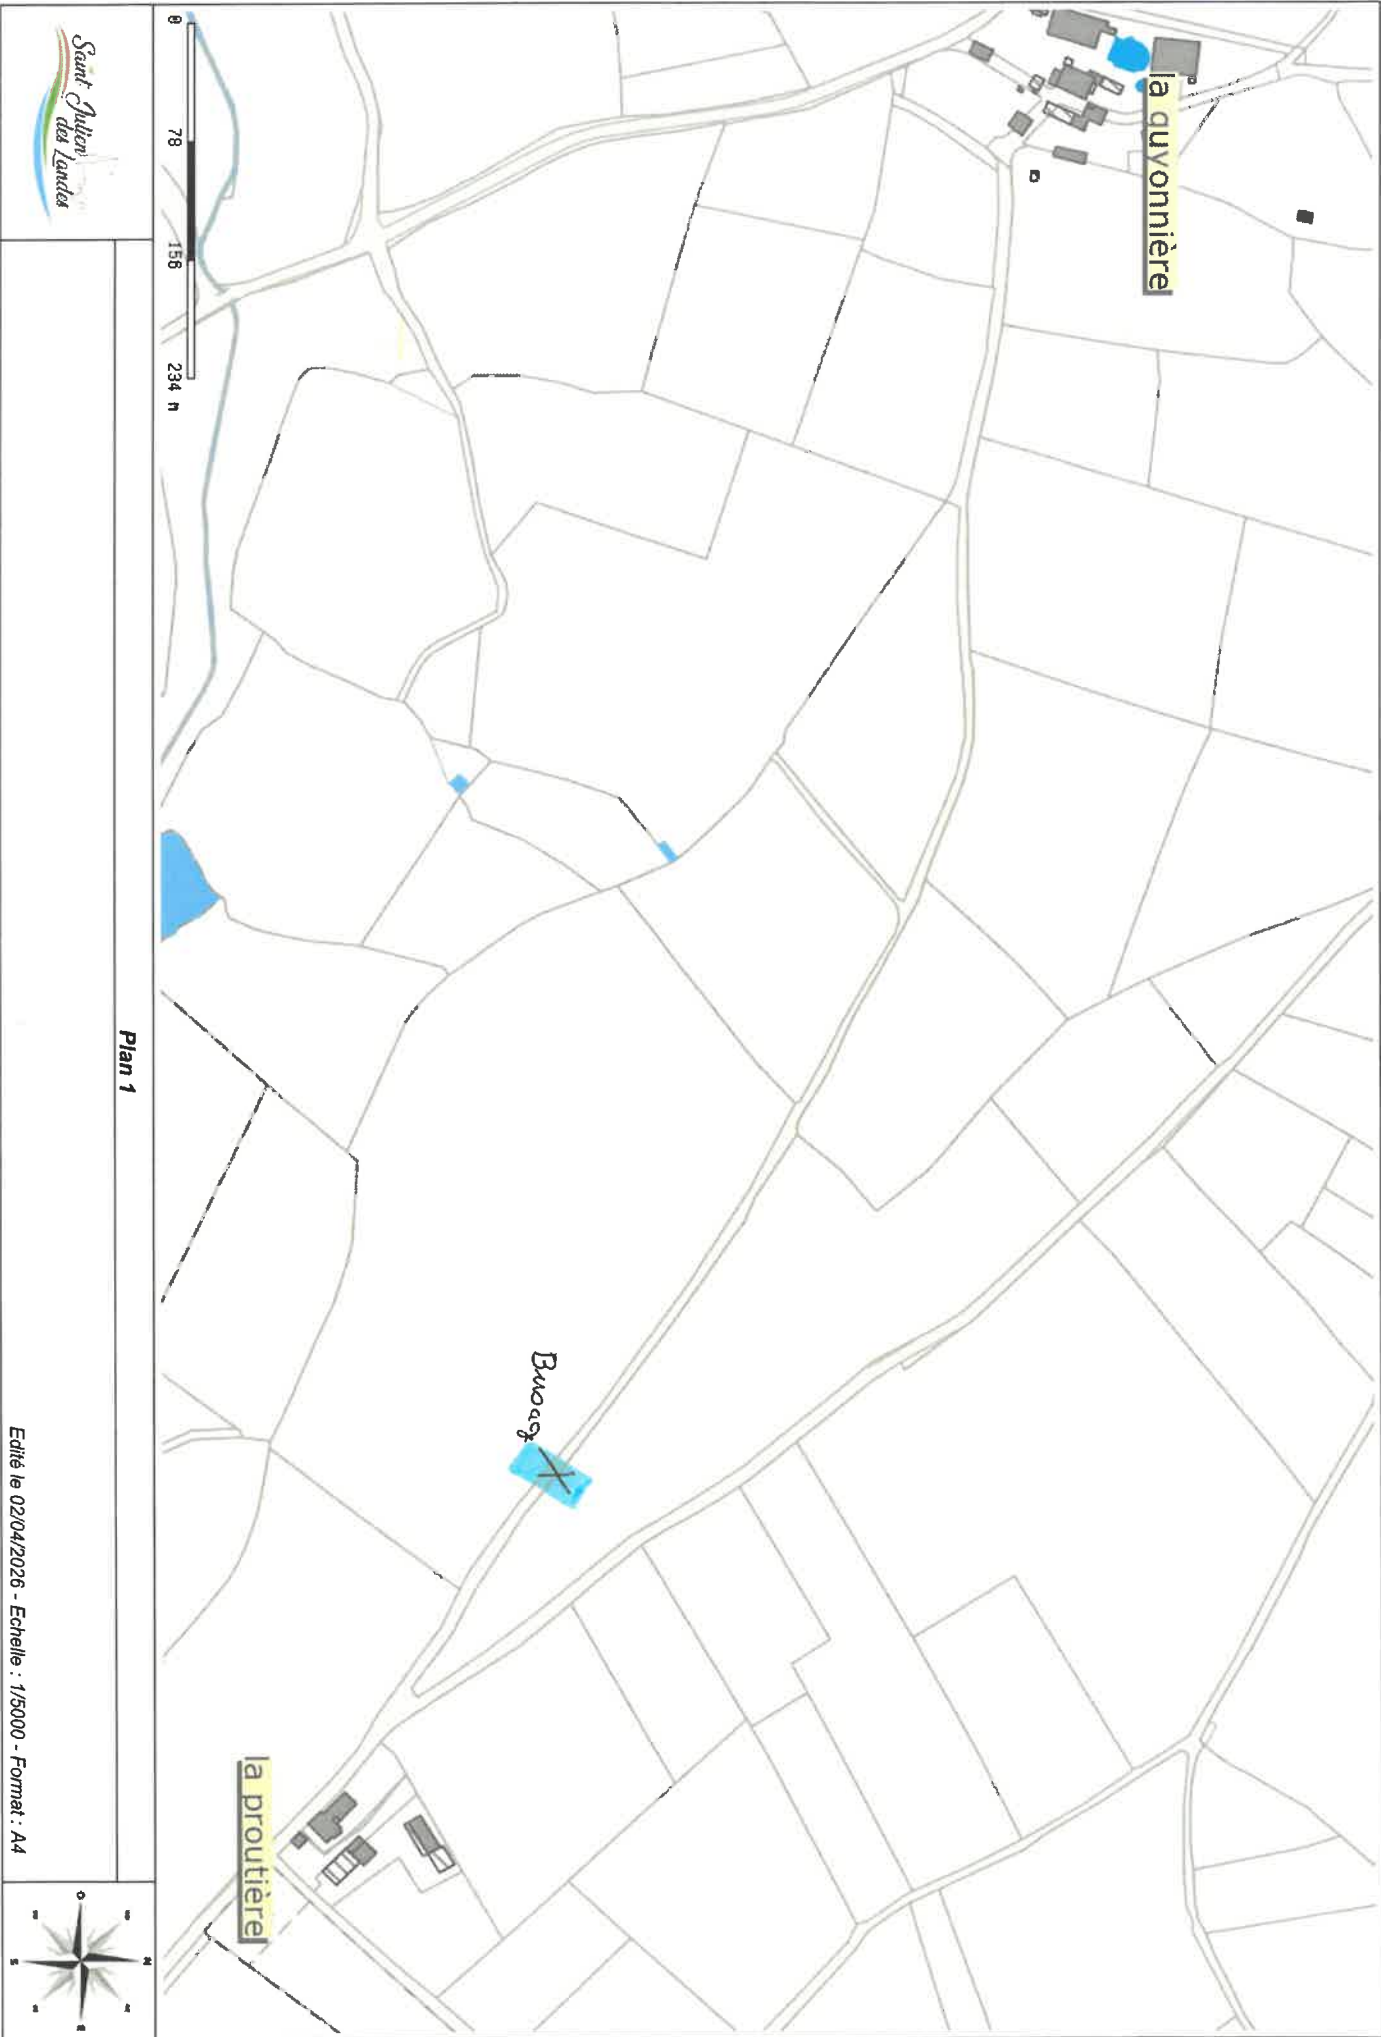 la guyonnière
Busage
la proutière
0 78 156 234 m
Saint Julien
des Landes
Plan 1
Edité le 02/04/2026 - Echelle : 1/5000 - Format : A4
N
O
E
S